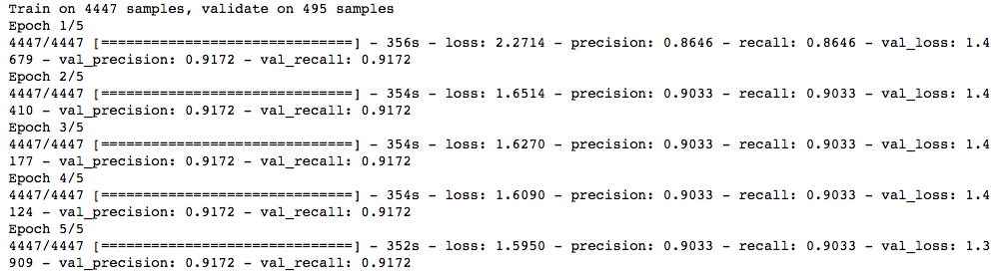 Train on 4447 samples, validate on 495 samples
Epoch 1/5
4447/4447 [==============================] - 356s - loss: 2.2714 - precision: 0.8646 - recall: 0.8646 - val_loss: 1.4
679 - val_precision: 0.9172 - val_recall: 0.9172
Epoch 2/5
4447/4447 [==============================] - 354s - loss: 1.6514 - precision: 0.9033 - recall: 0.9033 - val_loss: 1.4
410 - val_precision: 0.9172 - val_recall: 0.9172
Epoch 3/5
4447/4447 [==============================] - 354s - loss: 1.6270 - precision: 0.9033 - recall: 0.9033 - val_loss: 1.4
177 - val_precision: 0.9172 - val_recall: 0.9172
Epoch 4/5
4447/4447 [==============================] - 354s - loss: 1.6090 - precision: 0.9033 - recall: 0.9033 - val_loss: 1.4
124 - val_precision: 0.9172 - val_recall: 0.9172
Epoch 5/5
4447/4447 [==============================] - 352s - loss: 1.5950 - precision: 0.9033 - recall: 0.9033 - val_loss: 1.3
909 - val_precision: 0.9172 - val_recall: 0.9172